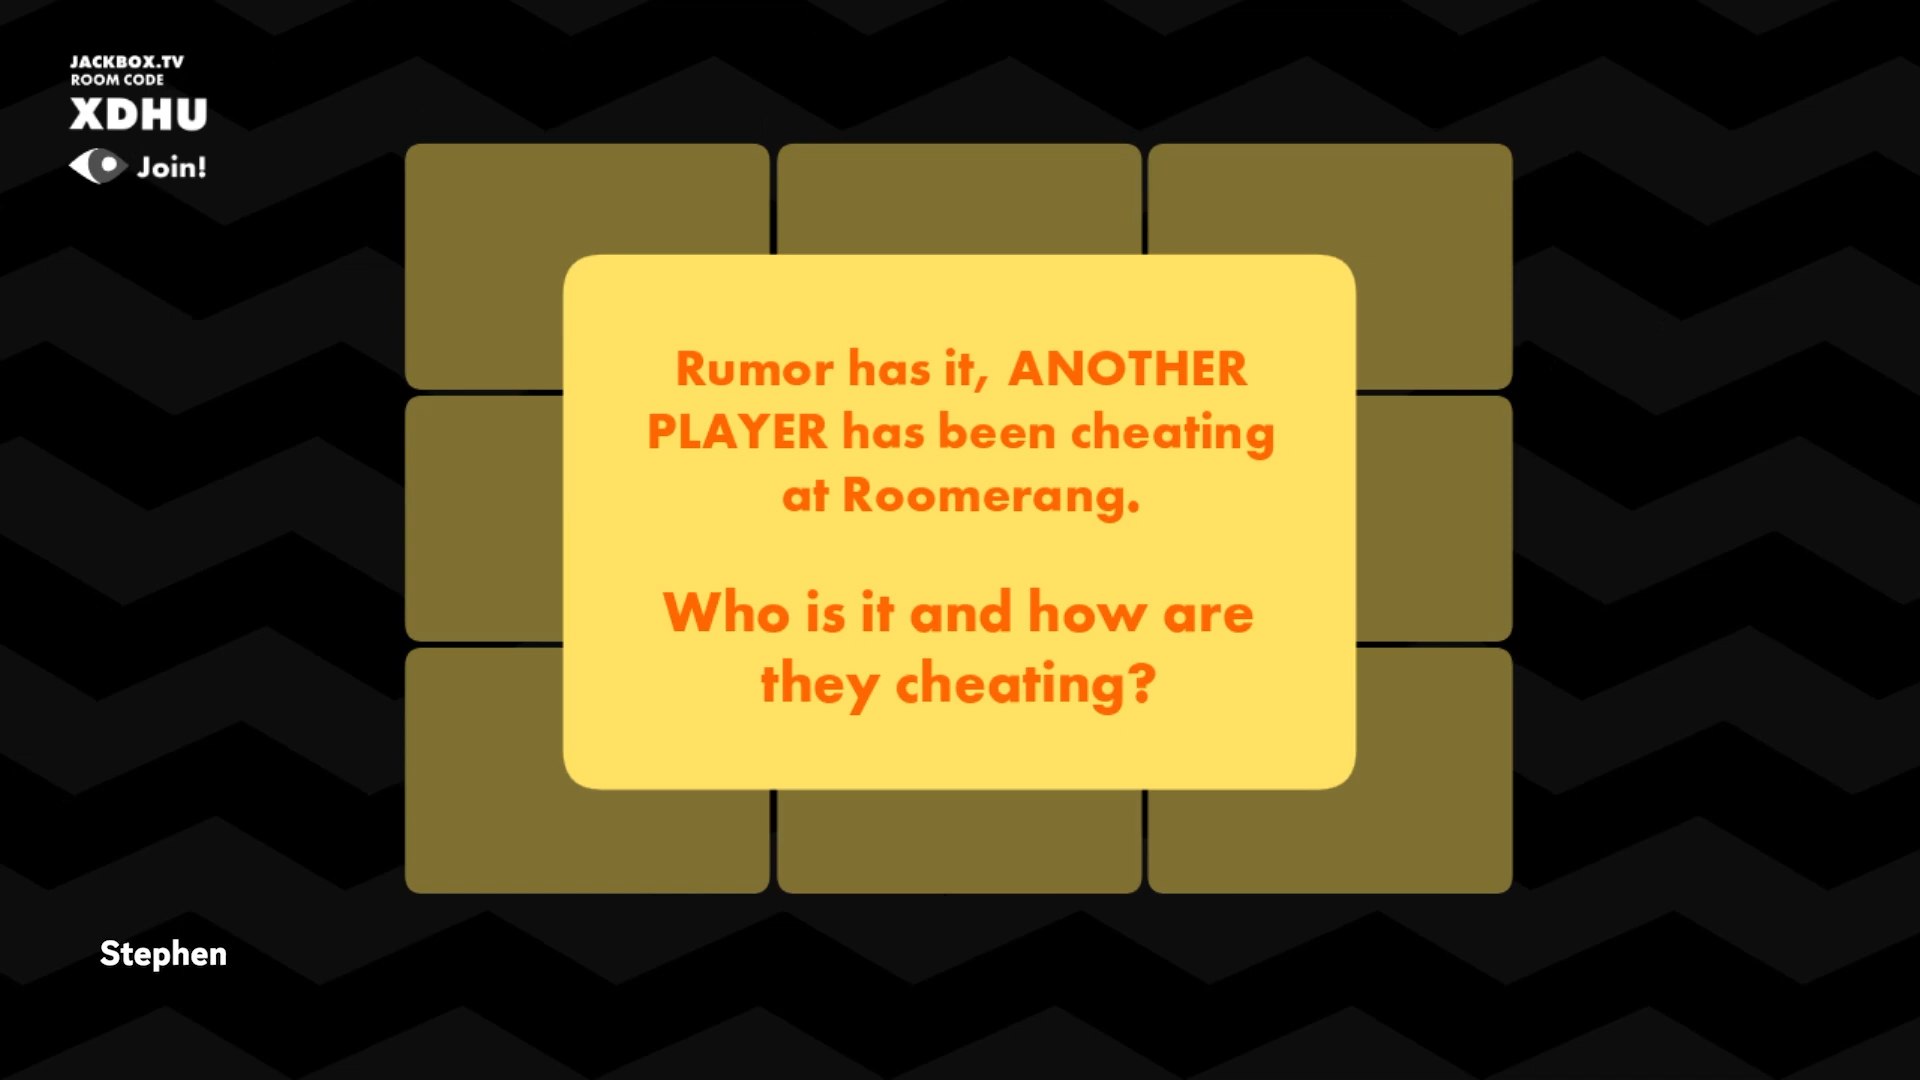 JACKBOX.TV
ROOM CODE
XDHU
Join!
Rumor has it, ANOTHER
PLAYER has been cheating
at Roomerang.
Who is it and how are
they cheating?
Stephen